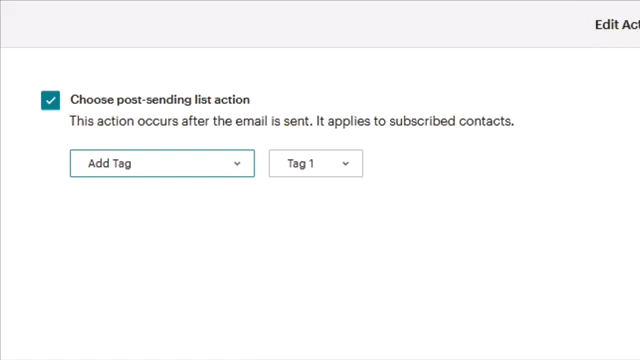 Edit Act
Choose post-sending list action
This action occurs after the email is sent. It applies to subscribed contacts.
Add Tag
Tag 1